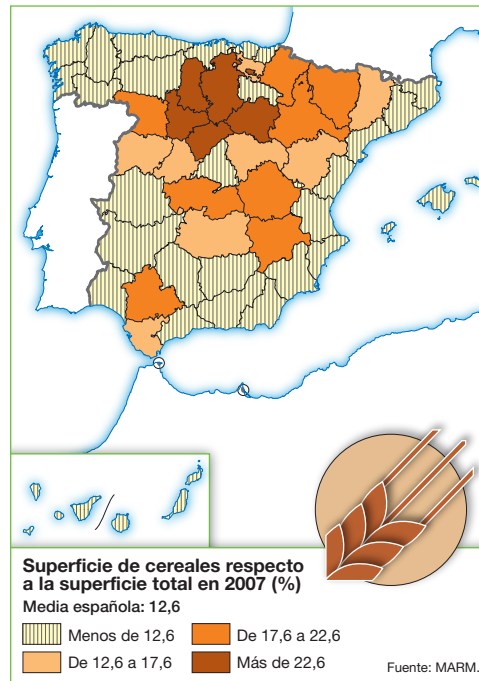 Superficie de cereales respecto
a la superficie total en 2007 (%)
Media española: 12,6
Menos de 12,6
De 17,6 a 22,6
De 12,6 a 17,6
Más de 22,6
Fuente: MARM.